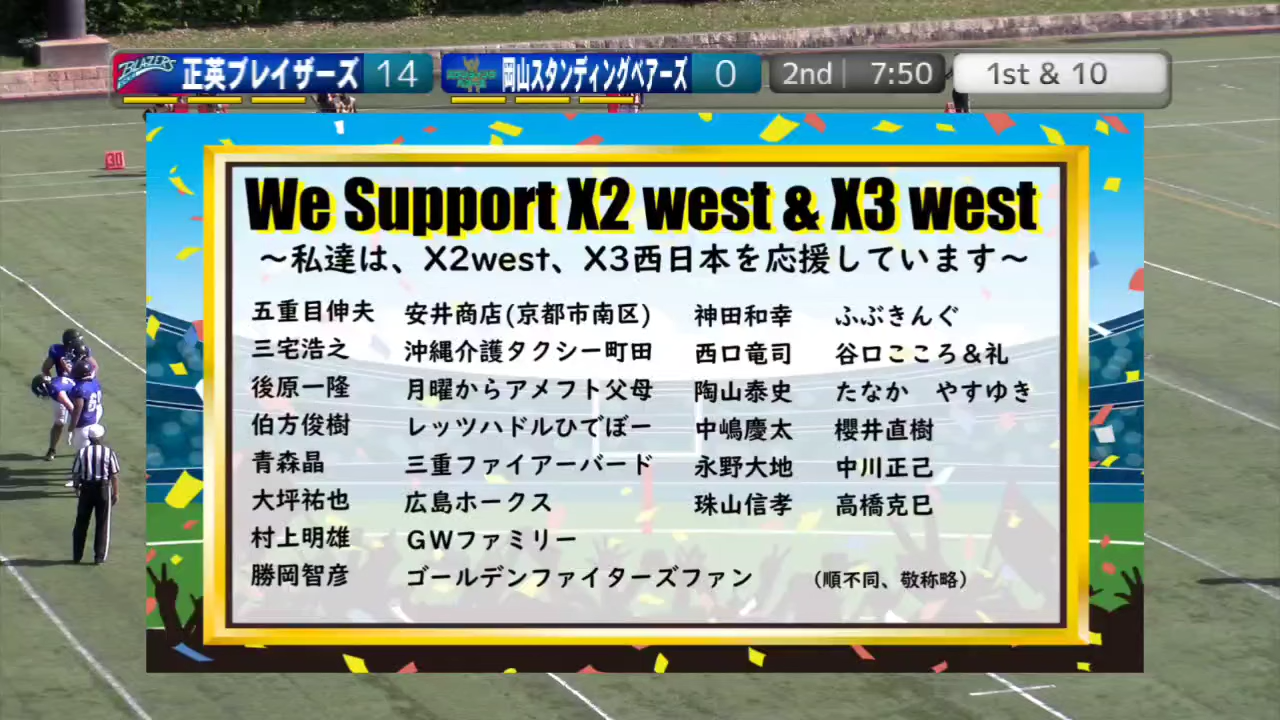 BLAZERS 正英ブレイザーズ 14 岡山スタンディングベアーズ 0 2nd 7:50 1st & 10
30
We Support X2 west & X3 west
～私達は、X2west、X3西日本を応援しています～
五重目伸夫 安井商店(京都市南区) 神田和幸 ふぶきんぐ
三宅浩之 沖縄介護タクシー町田 西口竜司 谷口こころ＆礼
後原一隆 月曜からアメフト父母 陶山泰史 たなか　やすゆき
伯方俊樹 レッツハドルひでぼー 中嶋慶太 櫻井直樹
青森晶 三重ファイアーバード 永野大地 中川正己
大坪祐也 広島ホークス 珠山信孝 高橋克巳
村上明雄 GWファミリー
勝岡智彦 ゴールデンファイターズファン （順不同、敬称略）